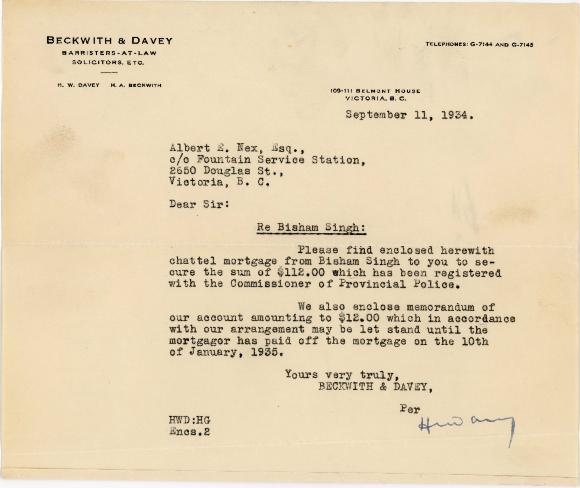 BECKWITH & DAVEY
BARRISTERS-AT-LAW
SOLICITORS, ETC.
H. W. DAVEY H. A. BECKWITH
TELEPHONES: G-7144 AND G-7145
109-111 BELMONT HOUSE
VICTORIA, B. C.
September 11, 1934.
Albert E. Nex, Esq.,
c/o Fountain Service Station,
2650 Douglas St.,
Victoria, B. C.
Dear Sir:
Re Bisham Singh:
Please find enclosed herewith
chattel mortgage from Bisham Singh to you to se-
cure the sum of $112.00 which has been registered
with the Commissioner of Provincial Police.
We also enclose memorandum of
our account amounting to $12.00 which in accordance
with our arrangement may be let stand until the
mortgagor has paid off the mortgage on the 10th
of January, 1935.
Yours very truly,
BECKWITH & DAVEY,
Per
HWDavey
HWD:HG
Encs.2